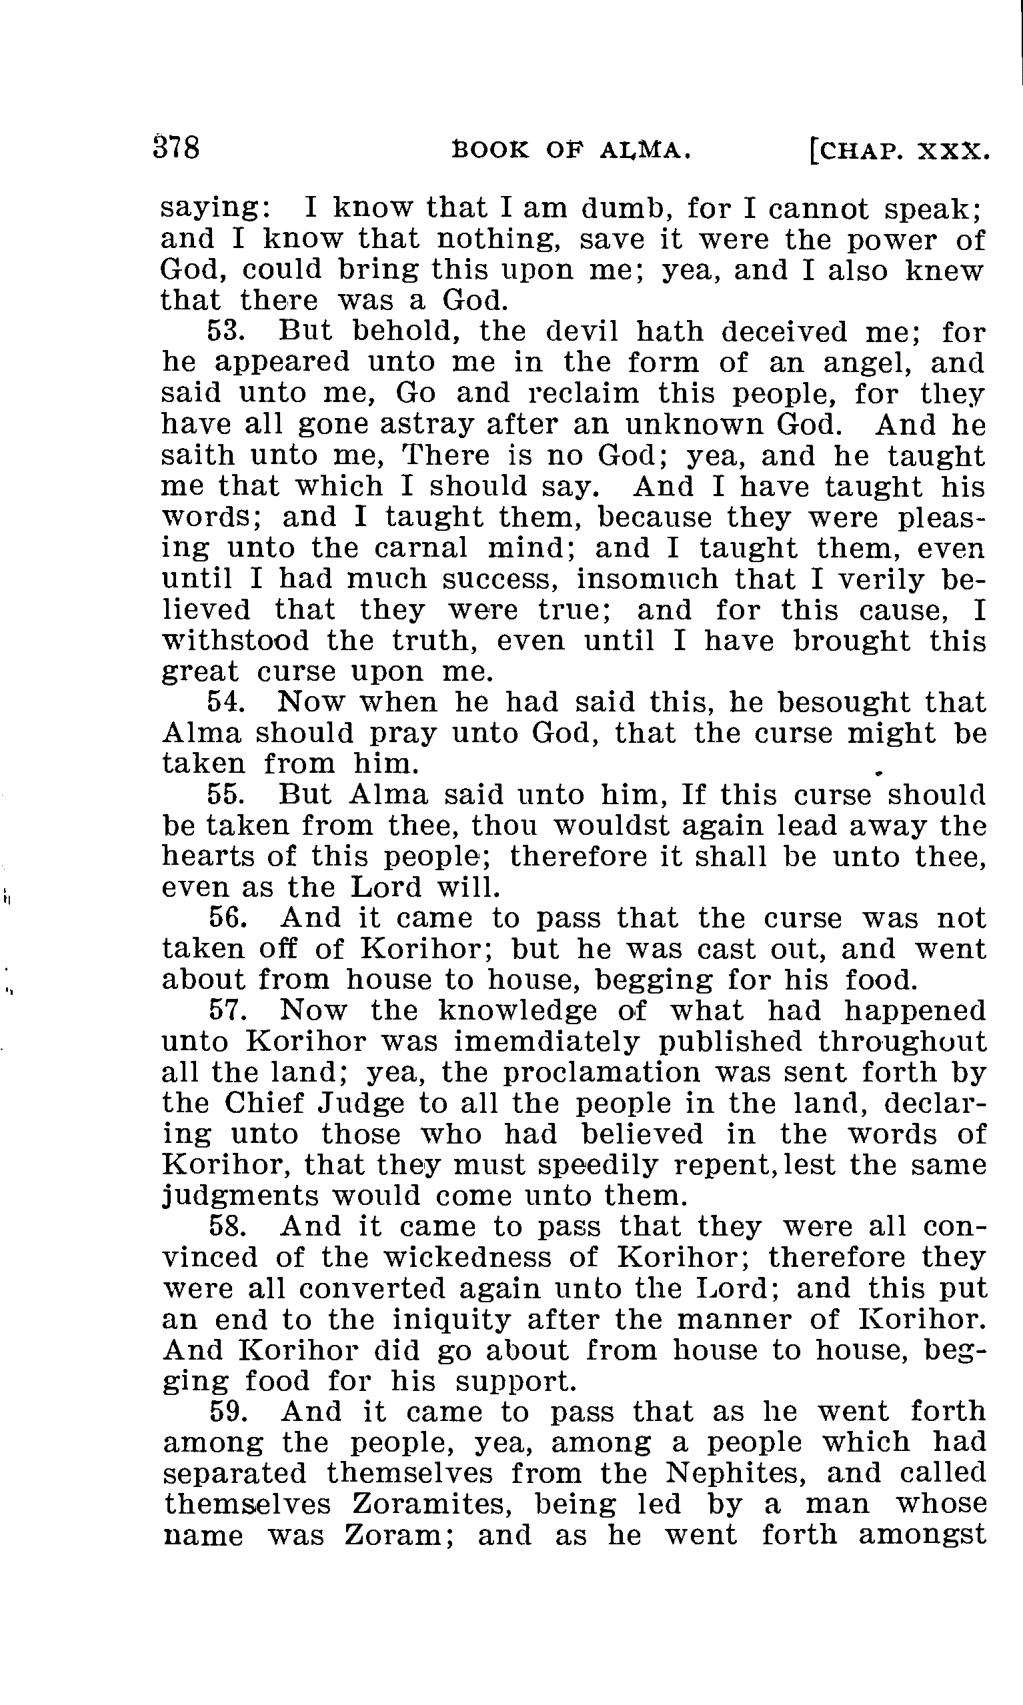 378 BOOK OF ALMA. [CHAP. XXX.
saying: I know that I am dumb, for I cannot speak;
and I know that nothing, save it were the power of
God, could bring this upon me; yea, and I also knew
that there was a God.
53. But behold, the devil hath deceived me; for
he appeared unto me in the form of an angel, and
said unto me, Go and reclaim this people, for they
have all gone astray after an unknown God. And he
saith unto me, There is no God; yea, and he taught
me that which I should say. And I have taught his
words; and I taught them, because they were pleas-
ing unto the carnal mind; and I taught them, even
until I had much success, insomuch that I verily be-
lieved that they were true; and for this cause, I
withstood the truth, even until I have brought this
great curse upon me.
54. Now when he had said this, he besought that
Alma should pray unto God, that the curse might be
taken from him.
55. But Alma said unto him, If this curse should
be taken from thee, thou wouldst again lead away the
hearts of this people; therefore it shall be unto thee,
even as the Lord will.
56. And it came to pass that the curse was not
taken off of Korihor; but he was cast out, and went
about from house to house, begging for his food.
57. Now the knowledge of what had happened
unto Korihor was imemdiately published throughout
all the land; yea, the proclamation was sent forth by
the Chief Judge to all the people in the land, declar-
ing unto those who had believed in the words of
Korihor, that they must speedily repent, lest the same
judgments would come unto them.
58. And it came to pass that they were all con-
vinced of the wickedness of Korihor; therefore they
were all converted again unto the Lord; and this put
an end to the iniquity after the manner of Korihor.
And Korihor did go about from house to house, beg-
ging food for his support.
59. And it came to pass that as he went forth
among the people, yea, among a people which had
separated themselves from the Nephites, and called
themselves Zoramites, being led by a man whose
name was Zoram; and as he went forth amongst